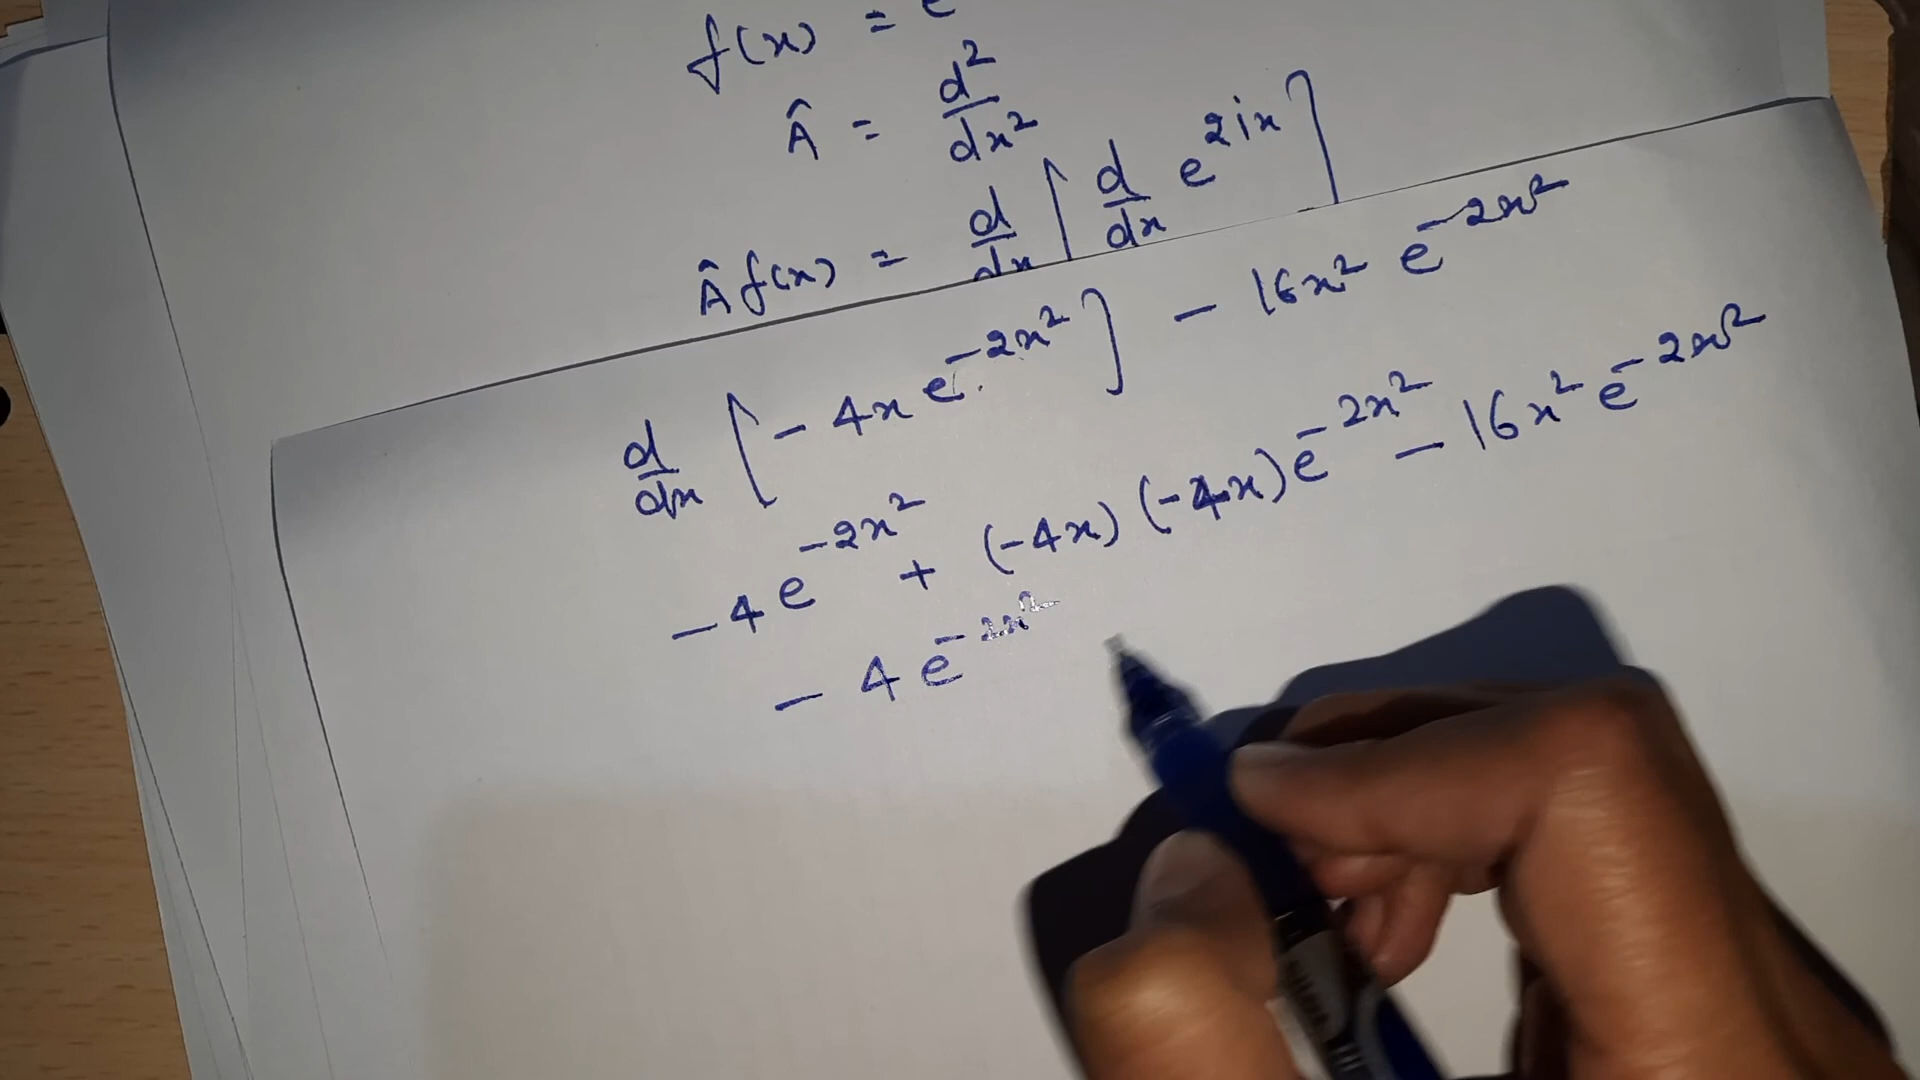 f(x) = e
Â = d²/dx²
Âf(x) = d/dx [ d/dx e^2ix ]
d/dx [ - 4x e^-2x² ] - 16x² e^-2x²
- 4 e^-2x² + (-4x) (-4x) e^-2x² - 16x² e^-2x²
- 4 e^-2x²